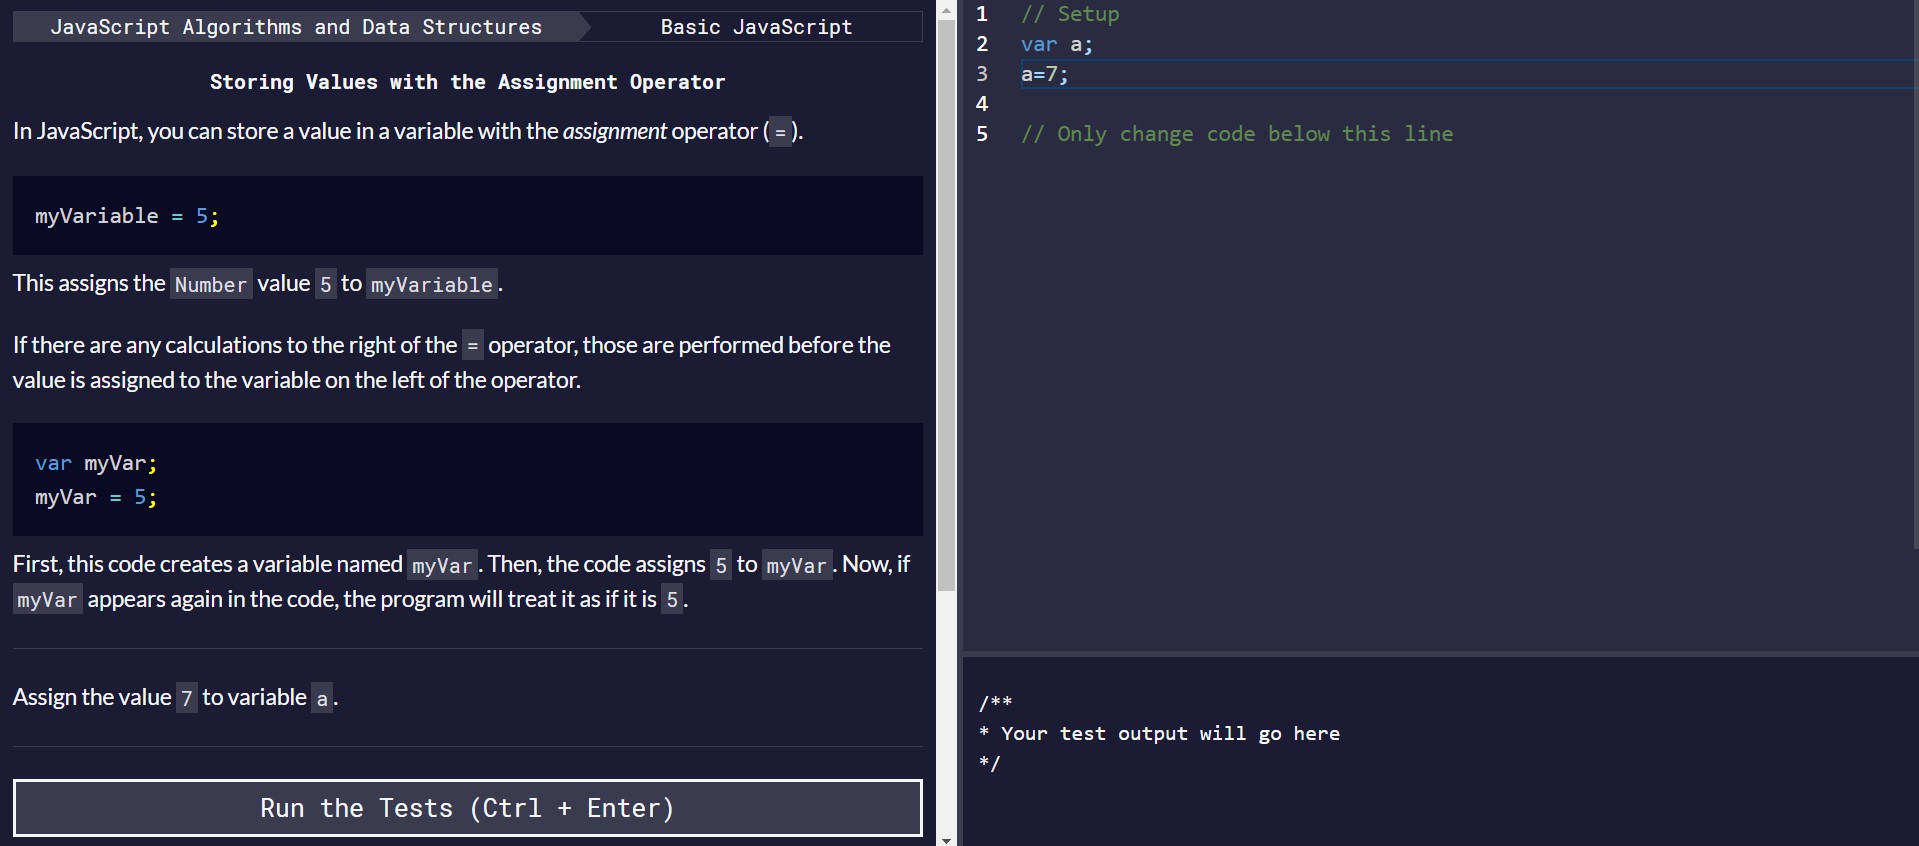 JavaScript Algorithms and Data Structures
Basic JavaScript
Storing Values with the Assignment Operator
In JavaScript, you can store a value in a variable with the assignment operator ( = ).
myVariable = 5;
This assigns the Number value 5 to myVariable.
If there are any calculations to the right of the = operator, those are performed before the
value is assigned to the variable on the left of the operator.
var myVar;
myVar = 5;
First, this code creates a variable named myVar. Then, the code assigns 5 to myVar. Now, if
myVar appears again in the code, the program will treat it as if it is 5.
Assign the value 7 to variable a.
Run the Tests (Ctrl + Enter)
1 // Setup
2 var a;
3 a=7;
4
5 // Only change code below this line
/**
* Your test output will go here
*/